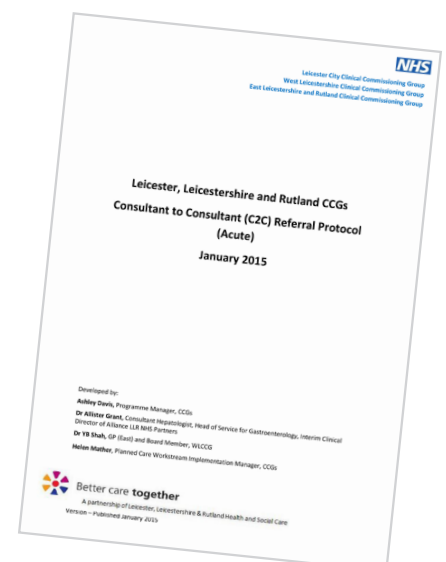 NHS
Leicester City Clinical Commissioning Group
West Leicestershire Clinical Commissioning Group
East Leicestershire and Rutland Clinical Commissioning Group
Leicester, Leicestershire and Rutland CCGs
Consultant to Consultant (C2C) Referral Protocol
(Acute)
January 2015
Developed by:
Ashley Davis, Programme Manager, CCGs
Dr Allister Grant, Consultant Hepatologist, Head of Service for Gastroenterology, Interim Clinical
Director of Alliance LLR NHS Partners
Dr YB Shah, GP (East) and Board Member, WLCCG
Helen Mather, Planned Care Workstream Implementation Manager, CCGs
Better care together
A partnership of Leicester, Leicestershire & Rutland Health and Social Care
Version – Published January 2015